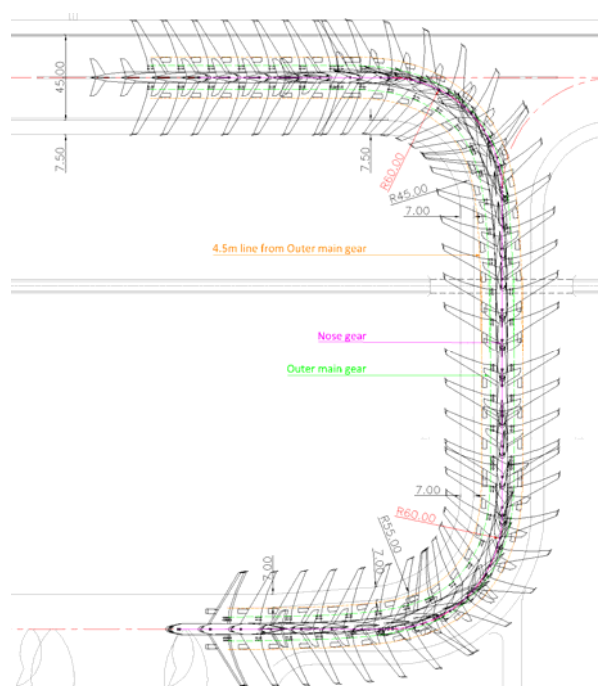 45.00
7.50
7.50
R60.00
R45.00
7.00
4.5m line from Outer main gear
Nose gear
Outer main gear
7.00
R60.00
R55.00
7.00
7.00